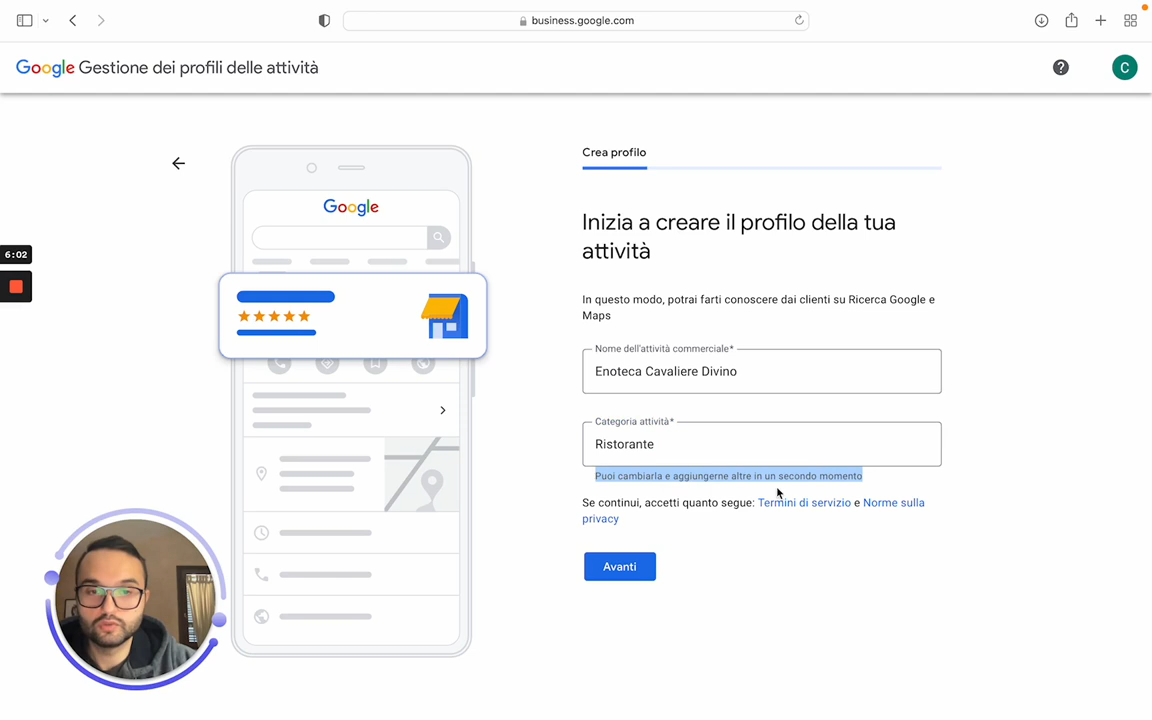 business.google.com
Google Gestione dei profili delle attività
C
Crea profilo
Google
Inizia a creare il profilo della tua
attività
6:02
In questo modo, potrai farti conoscere dai clienti su Ricerca Google e
Maps
Nome dell'attività commerciale*
Enoteca Cavaliere Divino
Categoria attività*
Ristorante
Puoi cambiarla e aggiungerne altre in un secondo momento
Se continui, accetti quanto segue: Termini di servizio e Norme sulla
privacy
Avanti